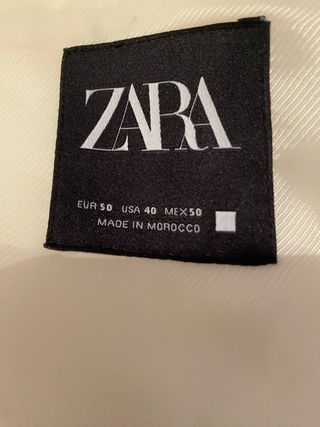 ZARA
EUR 50 USA 40 MEX 50
MADE IN MOROCCO